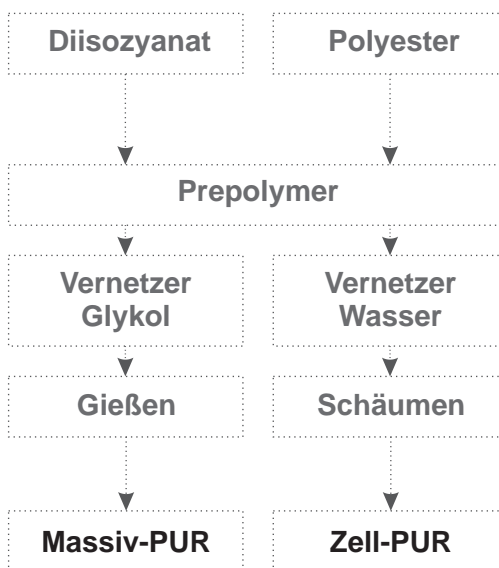 Diisozyanat
Polyester
Prepolymer
Vernetzer
Glykol
Vernetzer
Wasser
Gießen
Schäumen
Massiv-PUR
Zell-PUR